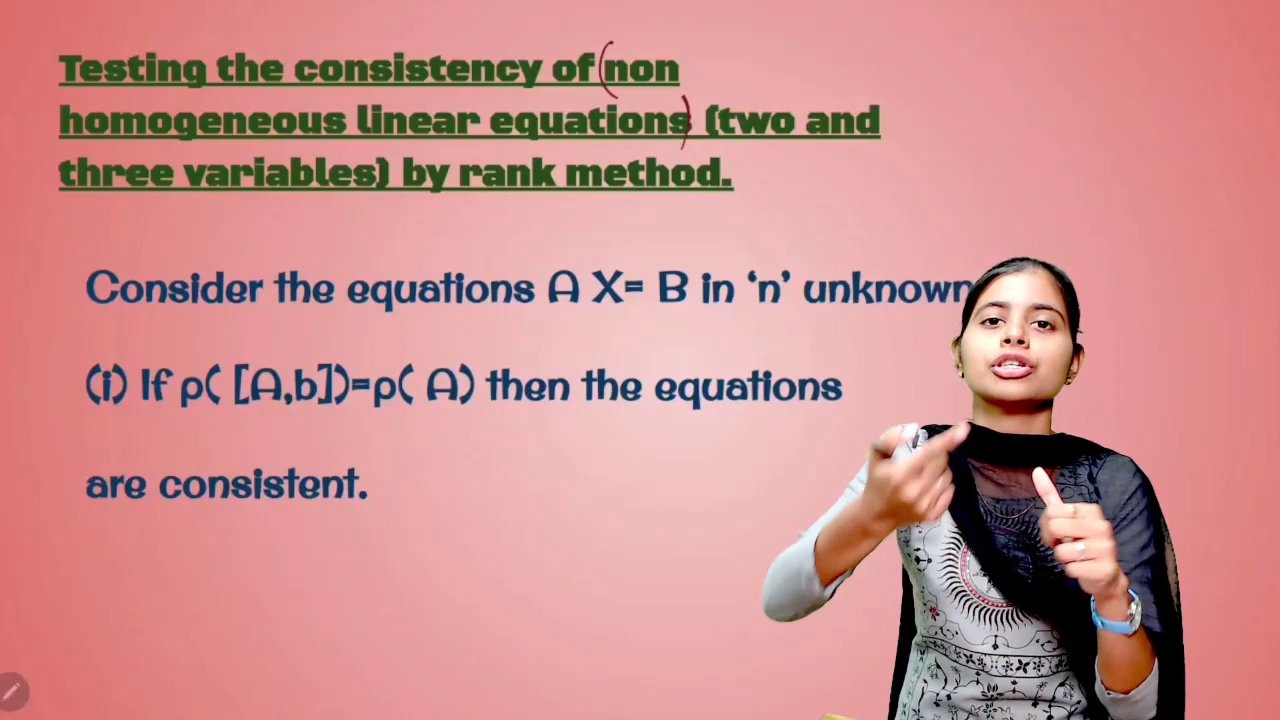 Testing the consistency of (non
homogeneous linear equations) (two and
three variables) by rank method.
Consider the equations A X= B in ‘n’ unknown
(i) If ρ( [A,b])=ρ( A) then the equations
are consistent.